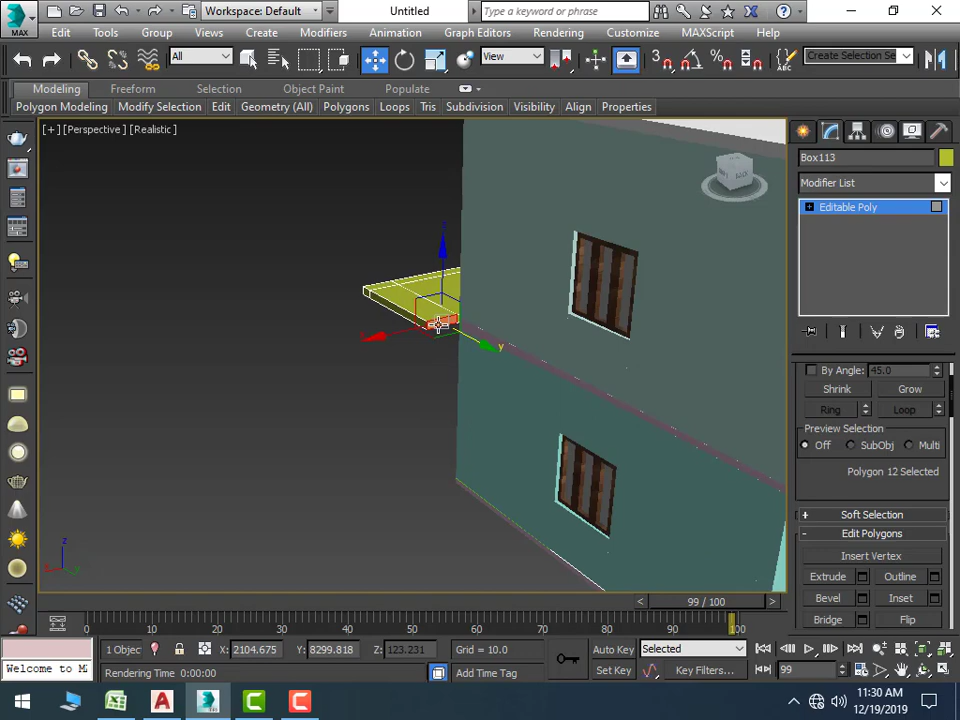 Workspace: Default
Untitled
Type a keyword or phrase
MAX
Edit Tools Group Views Create Modifiers Animation Graph Editors Rendering Customize MAXScript Help
All
View
3
Create Selection Se
Modeling Freeform Selection Object Paint Populate
Polygon Modeling Modify Selection Edit Geometry (All) Polygons Loops Tris Subdivision Visibility Align Properties
[+] [Perspective ] [Realistic ]
Box113
Modifier List
Editable Poly
z
y
By Angle: 45.0
Shrink Grow
Ring Loop
Preview Selection
Off SubObj Multi
Polygon 12 Selected
+ Soft Selection
- Edit Polygons
Insert Vertex
Extrude Outline
Bevel Inset
Bridge Flip
z
< 99 / 100 >
0 10 20 30 40 50 60 70 80 90 100
1 Objec X: 2104.675 Y: 8299.818 Z: 123.231 Grid = 10.0 Auto Key Selected
Welcome to M
Rendering Time 0:00:00 Set Key Key Filters... 99
11:30 AM
12/19/2019